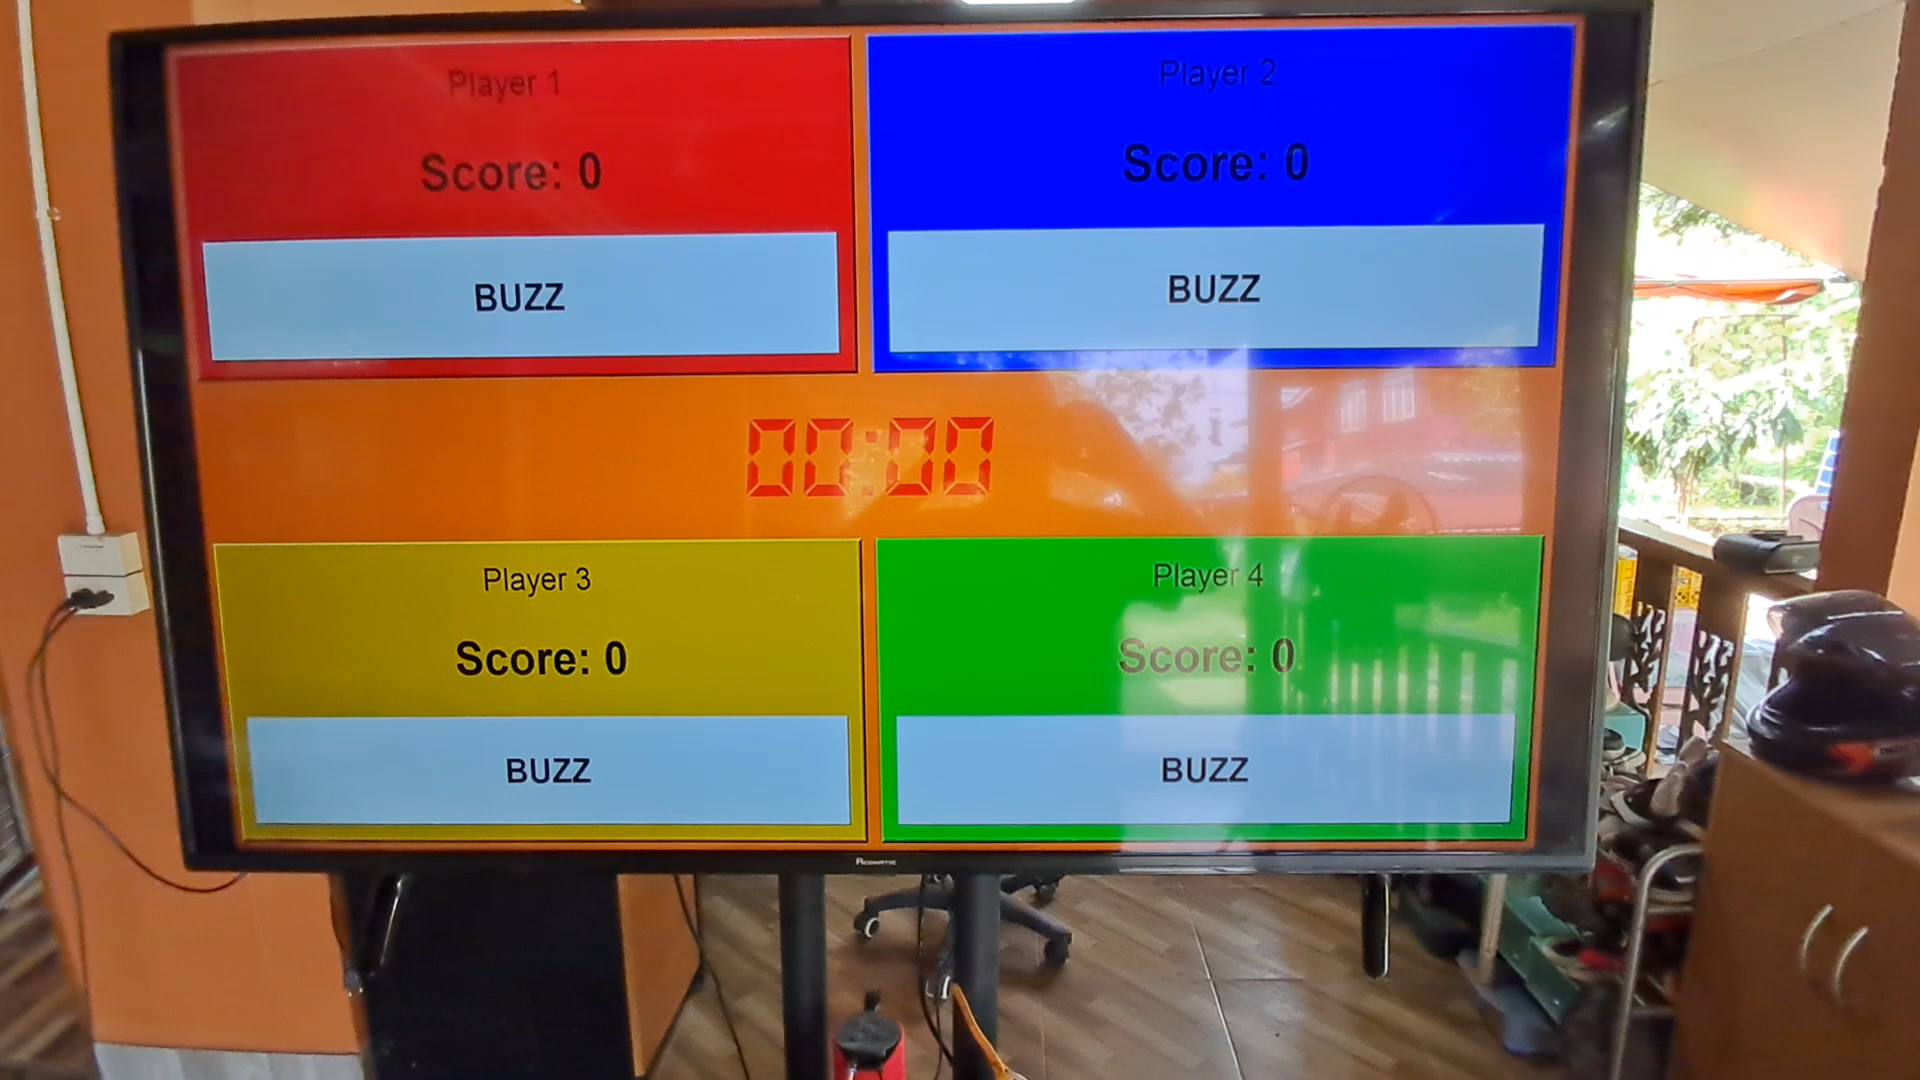 Player 1
Score: 0
BUZZ
Player 2
Score: 0
BUZZ
00:00
Player 3
Score: 0
BUZZ
Player 4
Score: 0
BUZZ
ACONATIC